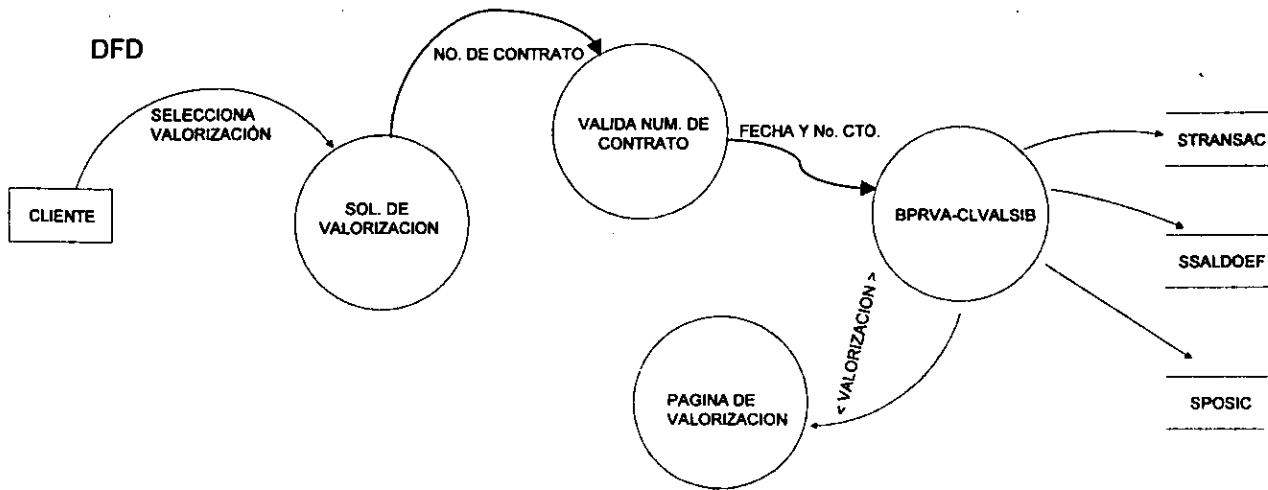 DFD
NO. DE CONTRATO
SELECCIONA
VALORIZACIÓN
CLIENTE
SOL. DE
VALORIZACION
VALIDA NUM. DE
CONTRATO
FECHA Y No. CTO.
BPRVA-CLVALSIB
STRANSAC
SSALDOEF
SPOSIC
< VALORIZACION >
PAGINA DE
VALORIZACION